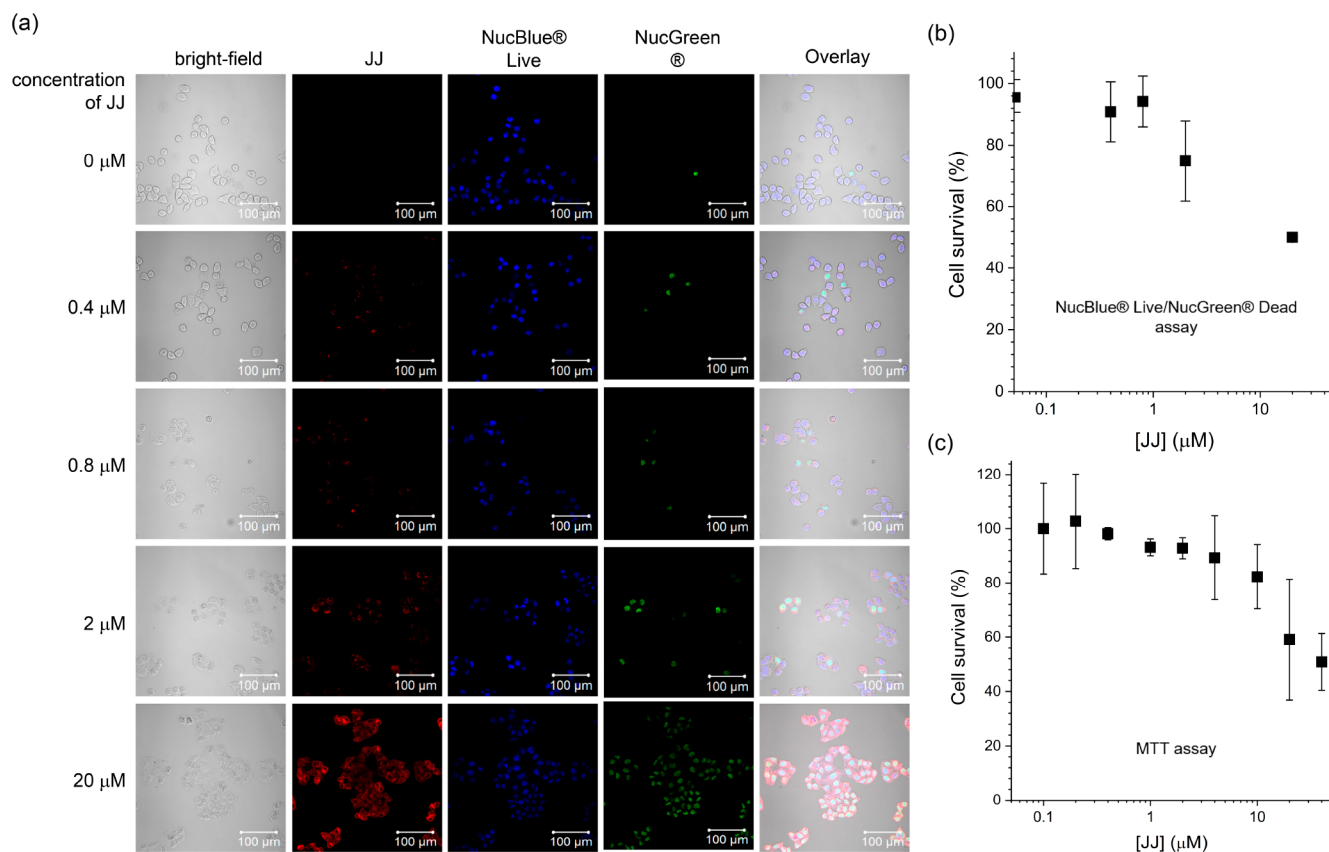 (a)
bright-field
JJ
NucBlue®
Live
NucGreen
®
Overlay
concentration
of JJ
0 μM
100 μm
100 μm
100 μm
100 μm
100 μm
0.4 μM
100 μm
100 μm
100 μm
100 μm
100 μm
0.8 μM
100 μm
100 μm
100 μm
100 μm
100 μm
2 μM
100 μm
100 μm
100 μm
100 μm
100 μm
20 μM
100 μm
100 μm
100 μm
100 μm
100 μm
(b)
Cell survival (%)
100
80
60
40
20
0
NucBlue® Live/NucGreen® Dead
assay
0.1
1
10
[JJ] (μM)
(c)
Cell survival (%)
120
100
80
60
40
20
0
MTT assay
0.1
1
10
[JJ] (μM)